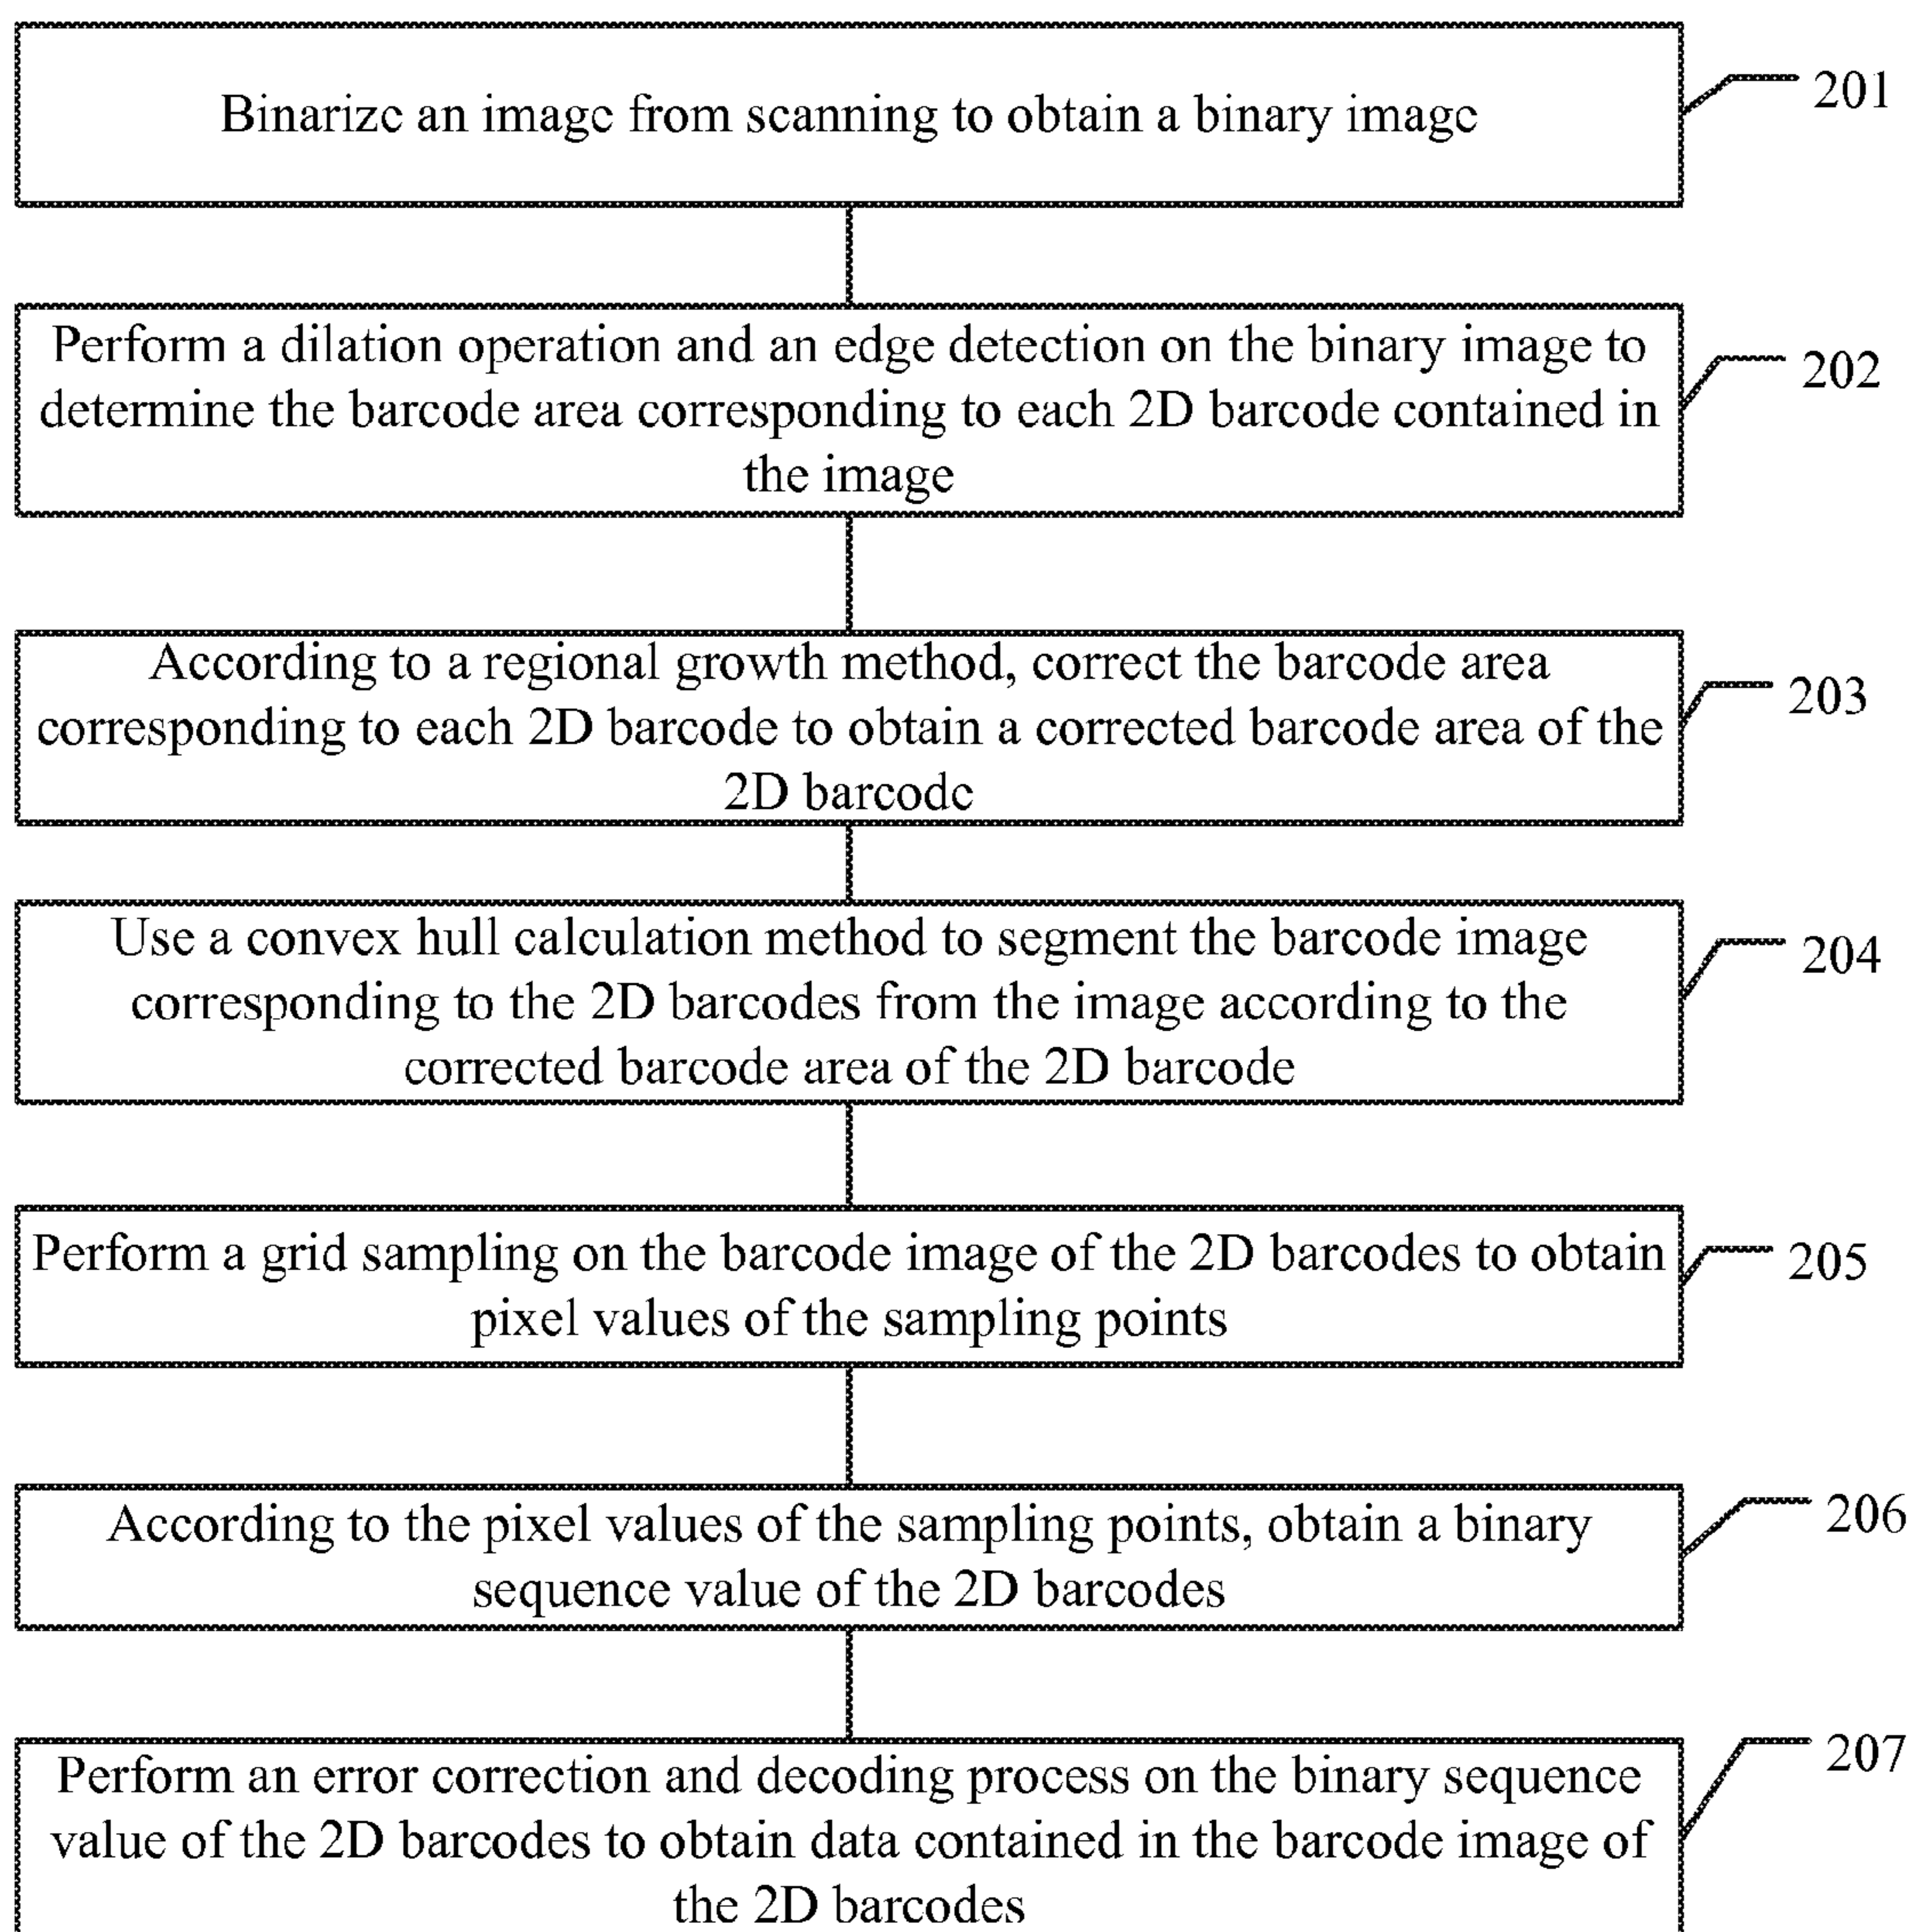 Binarize an image from scanning to obtain a binary image
201
Perform a dilation operation and an edge detection on the binary image to
determine the barcode area corresponding to each 2D barcode contained in
the image
202
According to a regional growth method, correct the barcode area
corresponding to each 2D barcode to obtain a corrected barcode area of the
2D barcode
203
Use a convex hull calculation method to segment the barcode image
corresponding to the 2D barcodes from the image according to the
corrected barcode area of the 2D barcode
204
Perform a grid sampling on the barcode image of the 2D barcodes to obtain
pixel values of the sampling points
205
According to the pixel values of the sampling points, obtain a binary
sequence value of the 2D barcodes
206
Perform an error correction and decoding process on the binary sequence
value of the 2D barcodes to obtain data contained in the barcode image of
the 2D barcodes
207